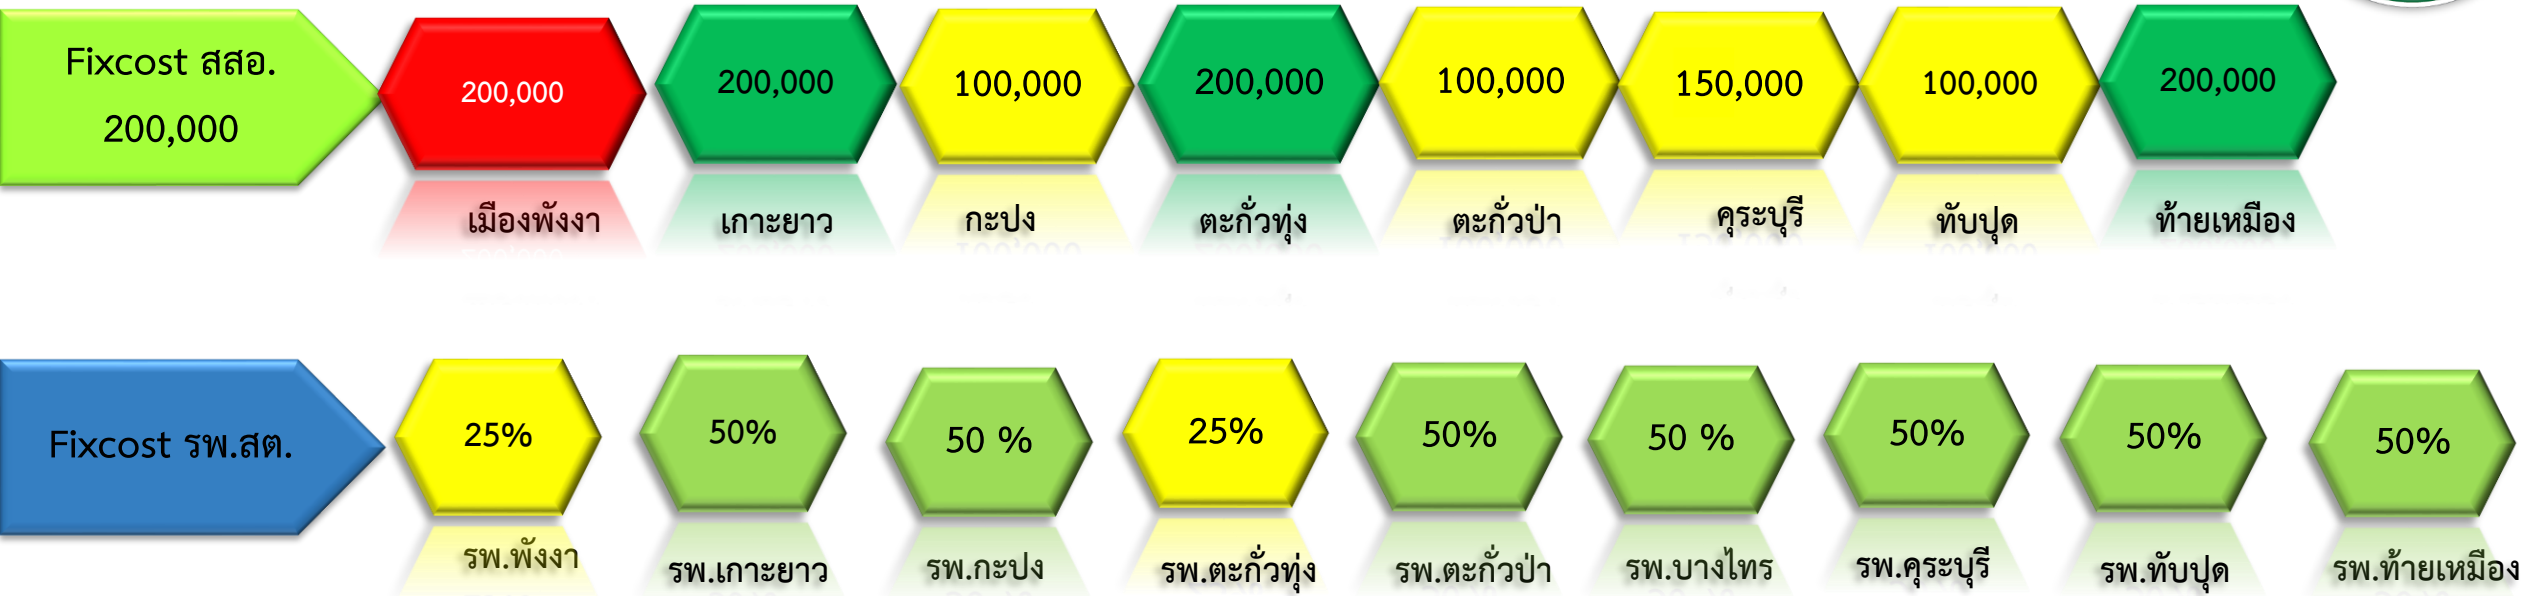 Fixcost สสอ.
200,000
200,000
200,000
100,000
200,000
100,000
150,000
100,000
200,000
เมืองพังงา
เกาะยาว
กะปง
ตะกั่วทุ่ง
ตะกั่วป่า
คุระบุรี
ทับปุด
ท้ายเหมือง
Fixcost รพ.สต.
25%
50%
50 %
25%
50%
50 %
50%
50%
50%
รพ.พังงา
รพ.เกาะยาว
รพ.กะปง
รพ.ตะกั่วทุ่ง
รพ.ตะกั่วป่า
รพ.บางไทร
รพ.คุระบุรี
รพ.ทับปุด
รพ.ท้ายเหมือง